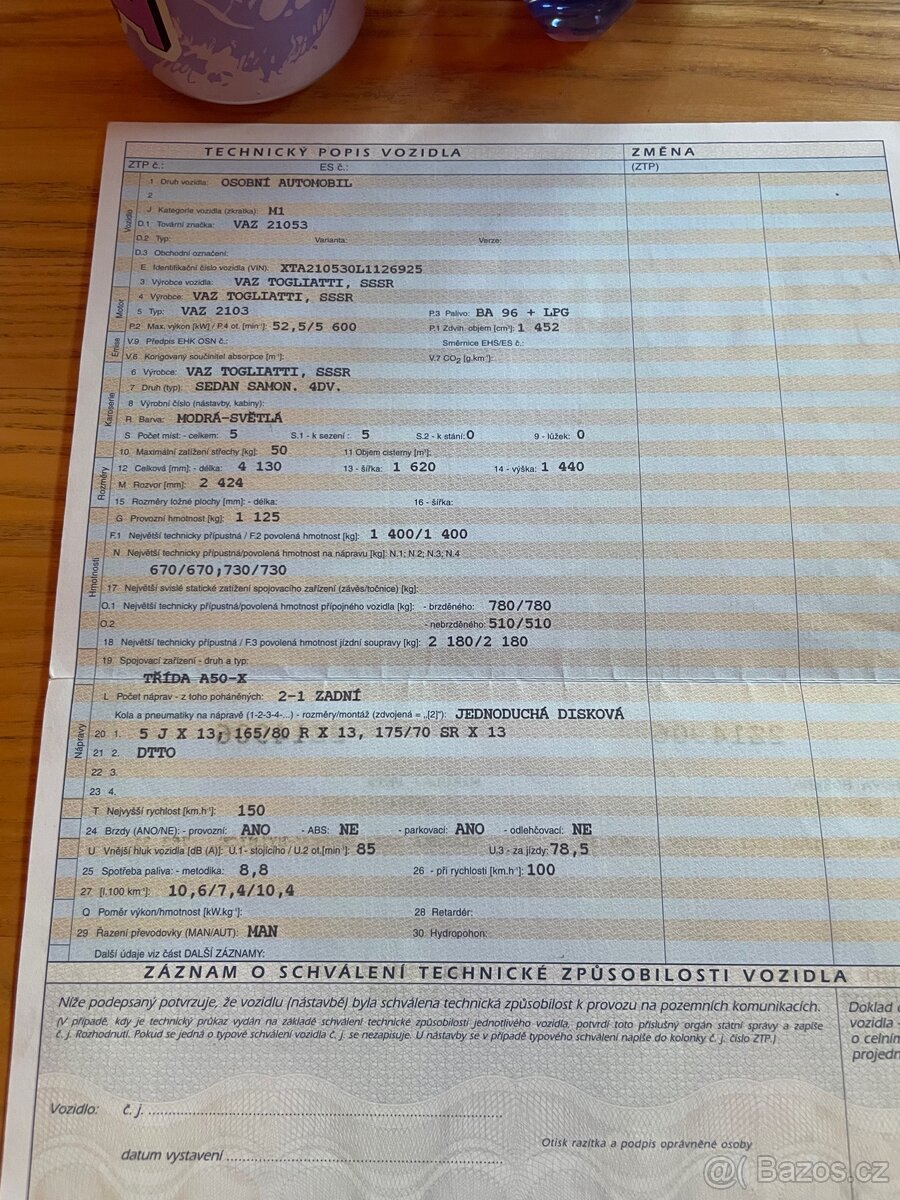 TECHNICKÝ POPIS VOZIDLA ZMĚNA
ZTP č.: ES č.: (ZTP)
Vozidlo
1 Druh vozidla: OSOBNÍ AUTOMOBIL
2
J Kategorie vozidla (zkratka): M1
D.1 Tovární značka: VAZ 21053
D.2 Typ: Varianta: Verze:
D.3 Obchodní označení:
E Identifikační číslo vozidla (VIN): XTA210530L1126925
3 Výrobce vozidla: VAZ TOGLIATTI, SSSR
Motor
4 Výrobce: VAZ TOGLIATTI, SSSR
5 Typ: VAZ 2103 P.3 Palivo: BA 96 + LPG
P.2 Max. výkon [kW] / P.4 ot. [min⁻¹]: 52,5/5 600 P.1 Zdvih. objem [cm³]: 1 452
Emise
V.9 Předpis EHK OSN č.: Směrnice EHS/ES č.:
V.6 Korigovaný součinitel absorpce [m⁻¹]: V.7 CO₂ [g.km⁻¹]:
Karoserie
6 Výrobce: VAZ TOGLIATTI, SSSR
7 Druh (typ): SEDAN SAMON. 4DV.
8 Výrobní číslo (nástavby, kabiny):
R Barva: MODRÁ-SVĚTLÁ
S Počet míst: - celkem: 5 S.1 - k sezení : 5 S.2 - k stání: 0 9 - lůžek: 0
10 Maximální zatížení střechy [kg]: 50 11 Objem cisterny [m³]:
Rozměry
12 Celková [mm]: - délka: 4 130 13 - šířka: 1 620 14 - výška: 1 440
M Rozvor [mm]: 2 424
15 Rozměry ložné plochy [mm]: - délka: 16 - šířka:
Hmotnosti
G Provozní hmotnost [kg]: 1 125
F.1 Největší technicky přípustná / F.2 povolená hmotnost [kg]: 1 400/1 400
N Největší technicky přípustná/povolená hmotnost na nápravu [kg]: N.1; N.2; N.3; N.4
670/670;730/730
17 Největší svislé statické zatížení spojovacího zařízení (závěs/točnice) [kg]:
O.1 Největší technicky přípustná/povolená hmotnost přípojného vozidla [kg]: - brzděného: 780/780
O.2 - nebrzděného: 510/510
18 Největší technicky přípustná / F.3 povolená hmotnost jízdní soupravy [kg]: 2 180/2 180
19 Spojovací zařízení - druh a typ:
TŘÍDA A50-X
Nápravy
L Počet náprav - z toho poháněných: 2-1 ZADNÍ
Kola a pneumatiky na nápravě (1-2-3-4-...) - rozměry/montáž (zdvojená = „[2]"): JEDNODUCHÁ DISKOVÁ
20 1. 5 J X 13; 165/80 R X 13, 175/70 SR X 13
21 2. DTTO
22 3.
23 4.
T Nejvyšší rychlost [km.h⁻¹]: 150
24 Brzdy (ANO/NE): - provozní: ANO - ABS: NE - parkovací: ANO - odlehčovací: NE
U Vnější hluk vozidla [dB (A)]: U.1 - stojícího / U.2 ot.[min⁻¹]: 85 U.3 - za jízdy: 78,5
25 Spotřeba paliva: - metodika: 8,8 26 - při rychlosti [km.h⁻¹]: 100
27 [l.100 km⁻¹]: 10,6/7,4/10,4
Q Poměr výkon/hmotnost [kW.kg⁻¹]: 28 Retardér:
29 Řazení převodovky (MAN/AUT): MAN 30 Hydropohon:
Další údaje viz část DALŠÍ ZÁZNAMY:
ZÁZNAM O SCHVÁLENÍ TECHNICKÉ ZPŮSOBILOSTI VOZIDLA
Níže podepsaný potvrzuje, že vozidlu (nástavbě) byla schválena technická způsobilost k provozu na pozemních komunikacích.
(V případě, kdy je technický průkaz vydán na základě schválení technické způsobilosti jednotlivého vozidla, potvrdí toto příslušný orgán státní správy a zapíše
č. j. Rozhodnutí. Pokud se jedná o typové schválení vozidla č. j. se nezapisuje. U nástavby se v případě typového schválení napíše do kolonky č. j. číslo ZTP.)
Doklad
vozidla -
o celním
projedn
Vozidlo: č. j. ........
datum vystavení ........
Otisk razítka a podpis oprávněné osoby
@( Bazos.cz